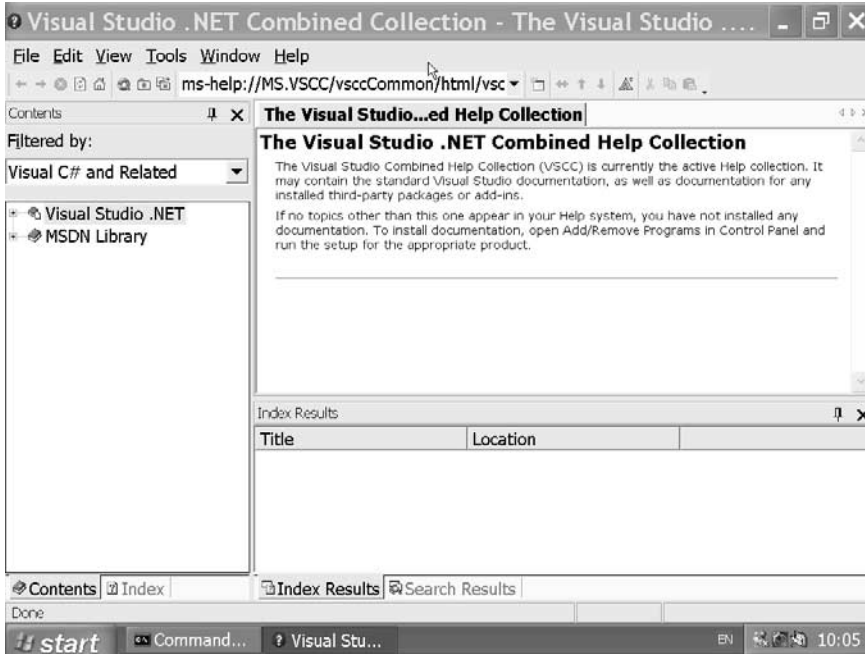 Visual Studio .NET Combined Collection - The Visual Studio ....
File Edit View Tools Window Help
ms-help://MS.VSCC/vsccCommon/html/vsc
Contents
The Visual Studio...ed Help Collection
Filtered by:
Visual C# and Related
Visual Studio .NET
MSDN Library
The Visual Studio .NET Combined Help Collection
The Visual Studio Combined Help Collection (VSCC) is currently the active Help collection. It
may contain the standard Visual Studio documentation, as well as documentation for any
installed third-party packages or add-ins.
If no topics other than this one appear in your Help system, you have not installed any
documentation. To install documentation, open Add/Remove Programs in Control Panel and
run the setup for the appropriate product.
Index Results
Title Location
Contents Index
Index Results Search Results
Done
start Command... Visual Stu... EN 10:05